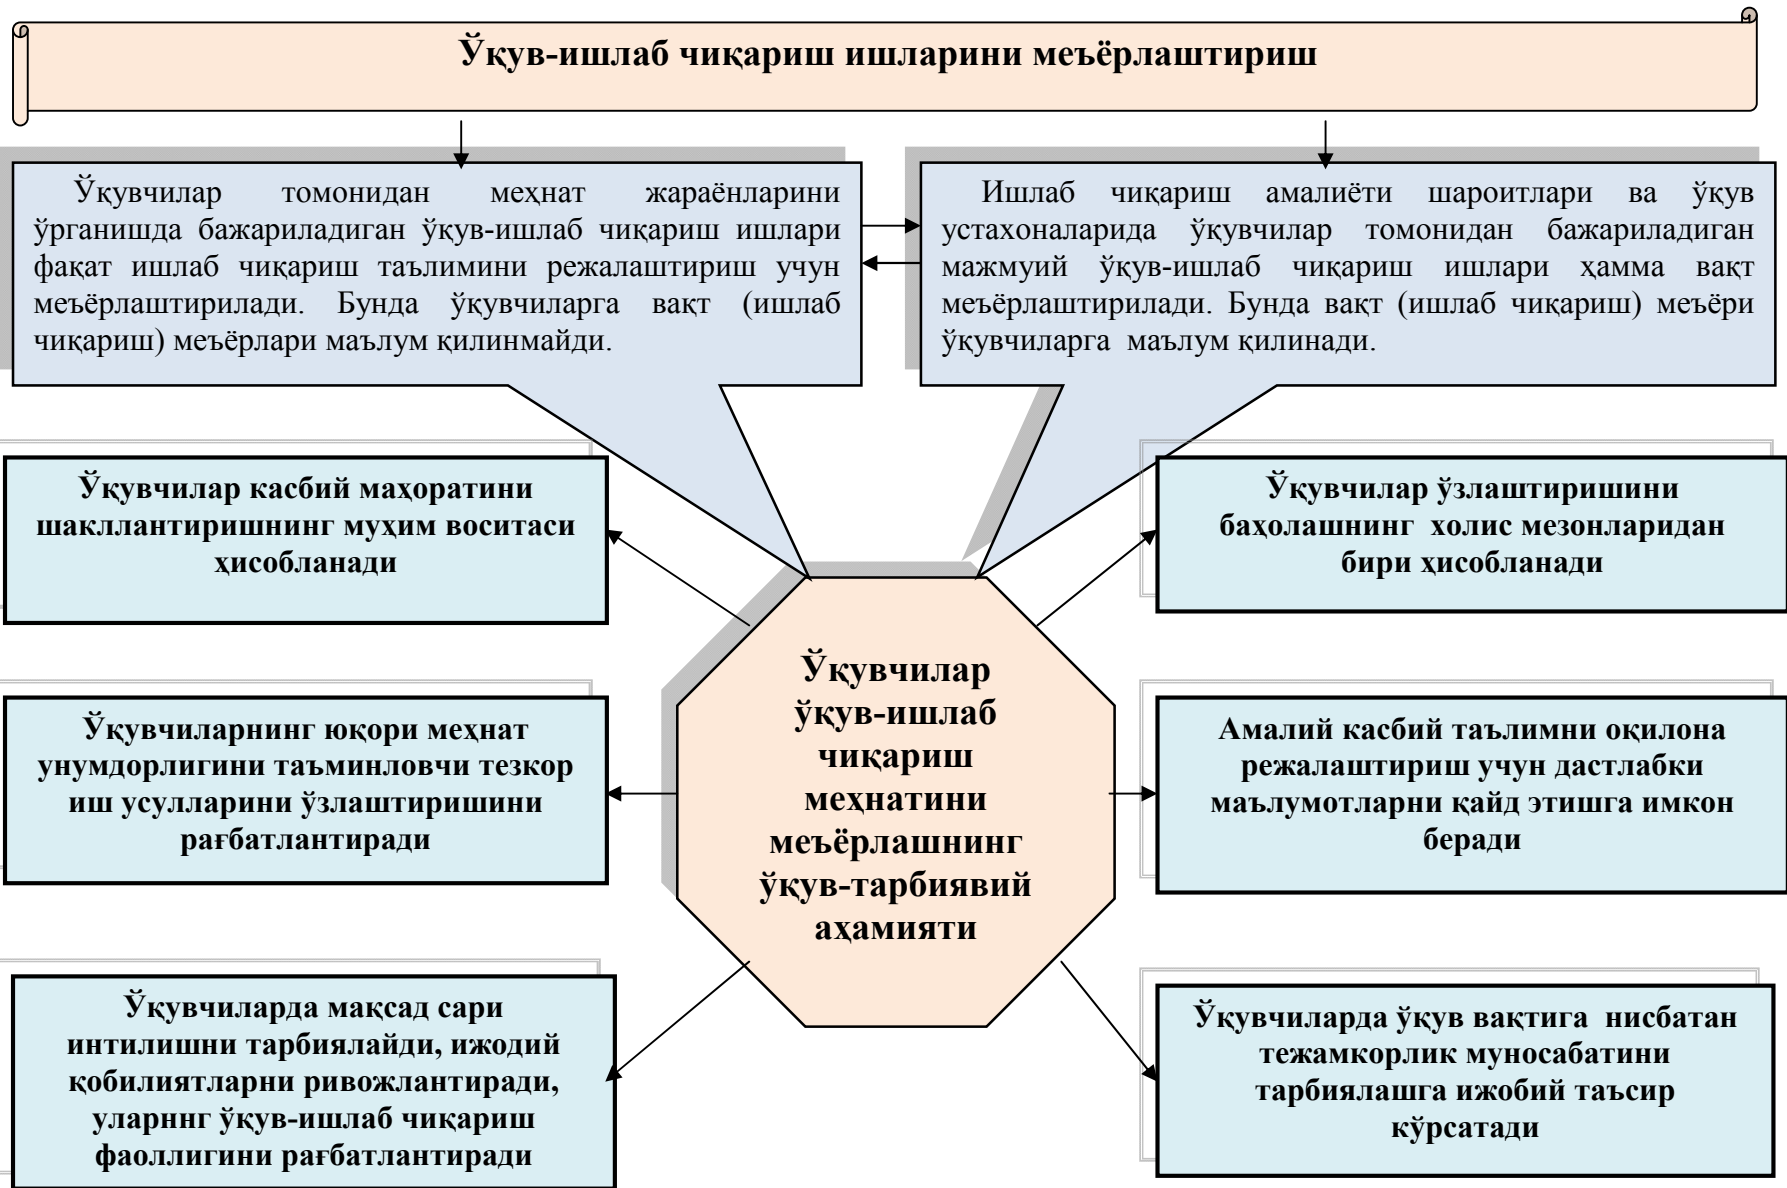 Ўқув-ишлаб чиқариш ишларини меъёрлаштириш
Ўқувчилар томонидан меҳнат жараёнларини
ўрганишда бажариладиган ўқув-ишлаб чиқариш ишлари
фақат ишлаб чиқариш таълимини режалаштириш учун
меъёрлаштирилади. Бунда ўқувчиларга вақт (ишлаб
чиқариш) меъёрлари маълум қилинмайди.
Ишлаб чиқариш амалиёти шароитлари ва ўқув
устахоналарида ўқувчилар томонидан бажариладиган
мажмуий ўқув-ишлаб чиқариш ишлари ҳамма вақт
меъёрлаштирилади. Бунда вақт (ишлаб чиқариш) меъёри
ўқувчиларга маълум қилинади.
Ўқувчилар касбий маҳоратини
шакллантиришнинг муҳим воситаси
ҳисобланади
Ўқувчилар ўзлаштиришини
баҳолашнинг холис мезонларидан
бири ҳисобланади
Ўқувчилар
ўқув-ишлаб
чиқариш
меҳнатини
меъёрлашнинг
ўқув-тарбиявий
аҳамияти
Ўқувчиларнинг юқори меҳнат
унумдорлигини таъминловчи тезкор
иш усулларини ўзлаштиришини
рағбатлантиради
Амалий касбий таълимни оқилона
режалаштириш учун дастлабки
маълумотларни қайд этишга имкон
беради
Ўқувчиларда мақсад сари
интилишни тарбиялайди, ижодий
қобилиятларни ривожлантиради,
уларннг ўқув-ишлаб чиқариш
фаоллигини рағбатлантиради
Ўқувчиларда ўқув вақтига нисбатан
тежамкорлик муносабатини
тарбиялашга ижобий таъсир
кўрсатади